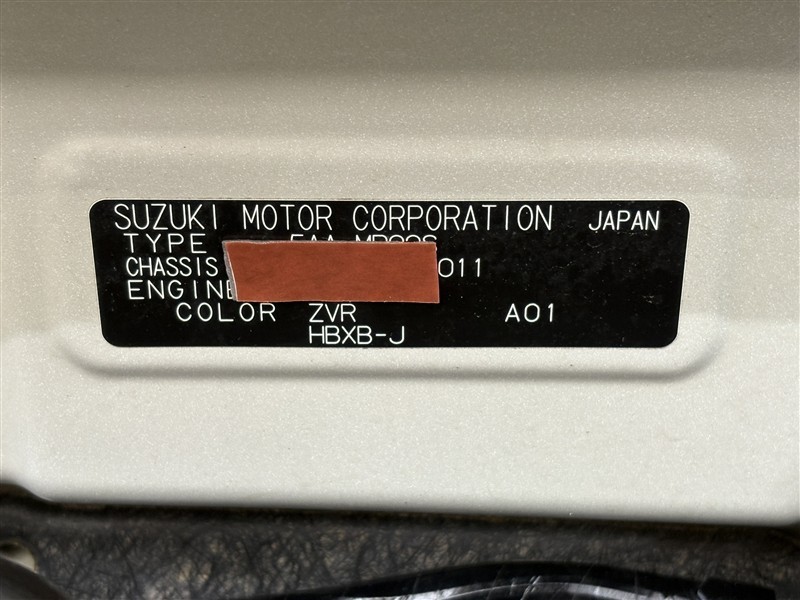 SUZUKI MOTOR CORPORATION JAPAN
TYPE
CHASSIS 011
ENGINE
COLOR ZVR A01
HBXB-J